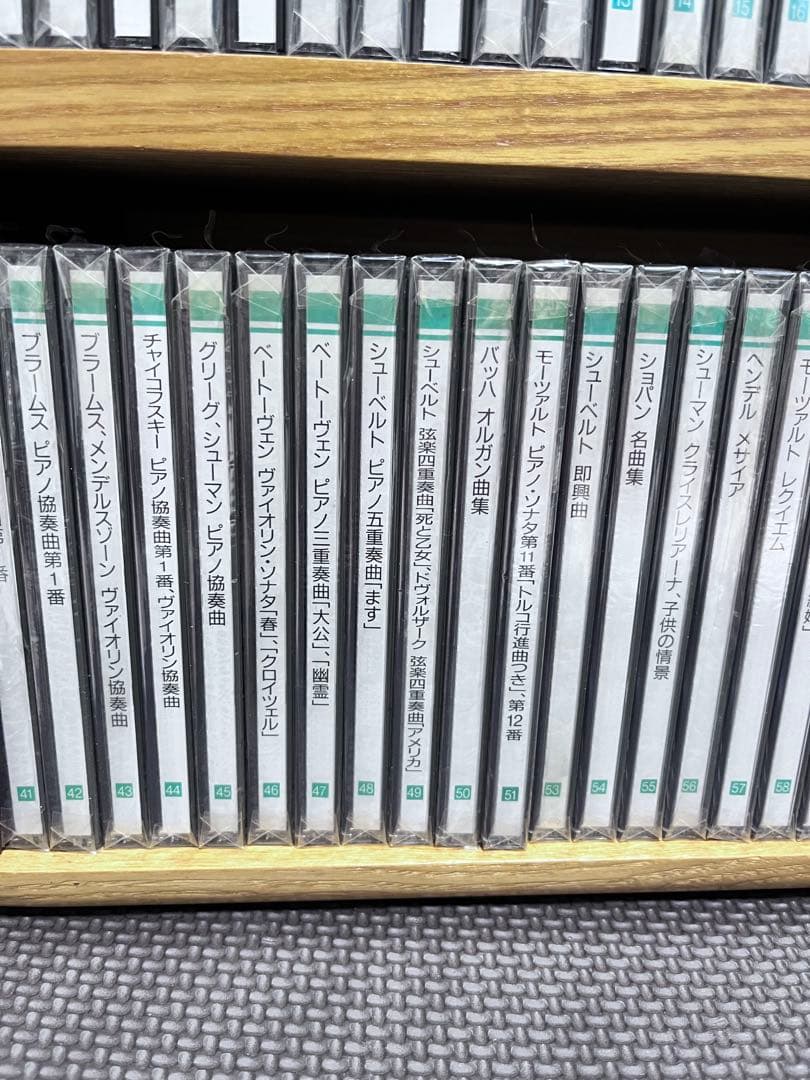 13
14
15
16
番
ブラームス ピアノ協奏曲第1番
ブラームス、メンデルスゾーン ヴァイオリン協奏曲
チャイコフスキー ピアノ協奏曲第1番、ヴァイオリン協奏曲
グリーグ、シューマン ピアノ協奏曲
ベートーヴェン ヴァイオリン・ソナタ「春」、「クロイツェル」
ベートーヴェン ピアノ三重奏曲「大公」、「幽霊」
シューベルト ピアノ五重奏曲「ます」
シューベルト 弦楽四重奏曲「死と乙女」、ドヴォルザーク 弦楽四重奏曲「アメリカ」
バッハ オルガン曲集
モーツァルト ピアノ・ソナタ第11番「トルコ行進曲つき」、第12番
シューベルト 即興曲
ショパン 名曲集
シューマン クライスレリアーナ、子供の情景
ヘンデル メサイア
モーツァルト レクイエム
41
42
43
44
45
46
47
48
49
50
51
53
54
55
56
57
58